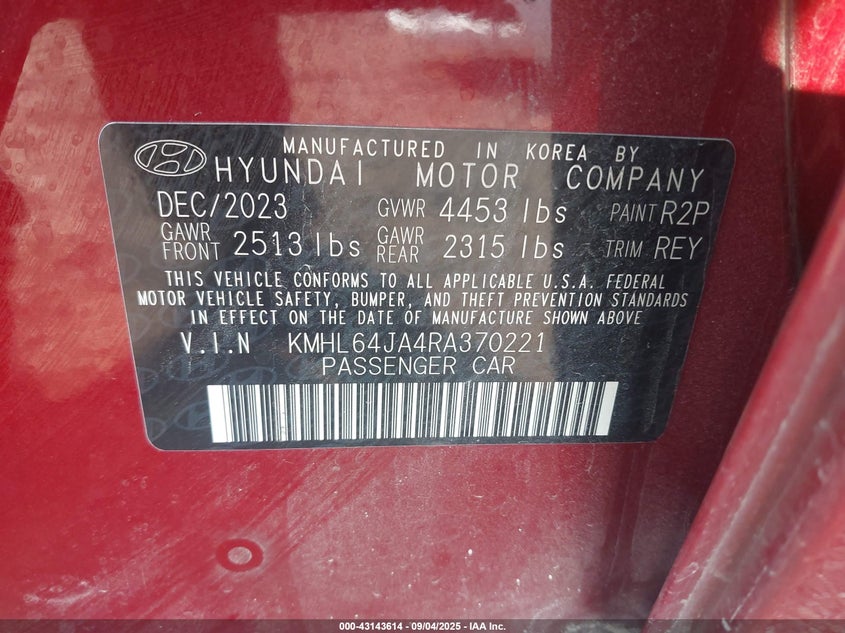 MANUFACTURED IN KOREA BY
HYUNDAI MOTOR COMPANY
DEC/2023 GVWR 4453 lbs PAINT R2P
GAWR FRONT 2513 lbs GAWR REAR 2315 lbs TRIM REY
THIS VEHICLE CONFORMS TO ALL APPLICABLE U.S.A. FEDERAL
MOTOR VEHICLE SAFETY, BUMPER, AND THEFT PREVENTION STANDARDS
IN EFFECT ON THE DATE OF MANUFACTURE SHOWN ABOVE
V.I.N KMHL64JA4RA370221
PASSENGER CAR
000-43143614 - 09/04/2025 - IAA Inc.